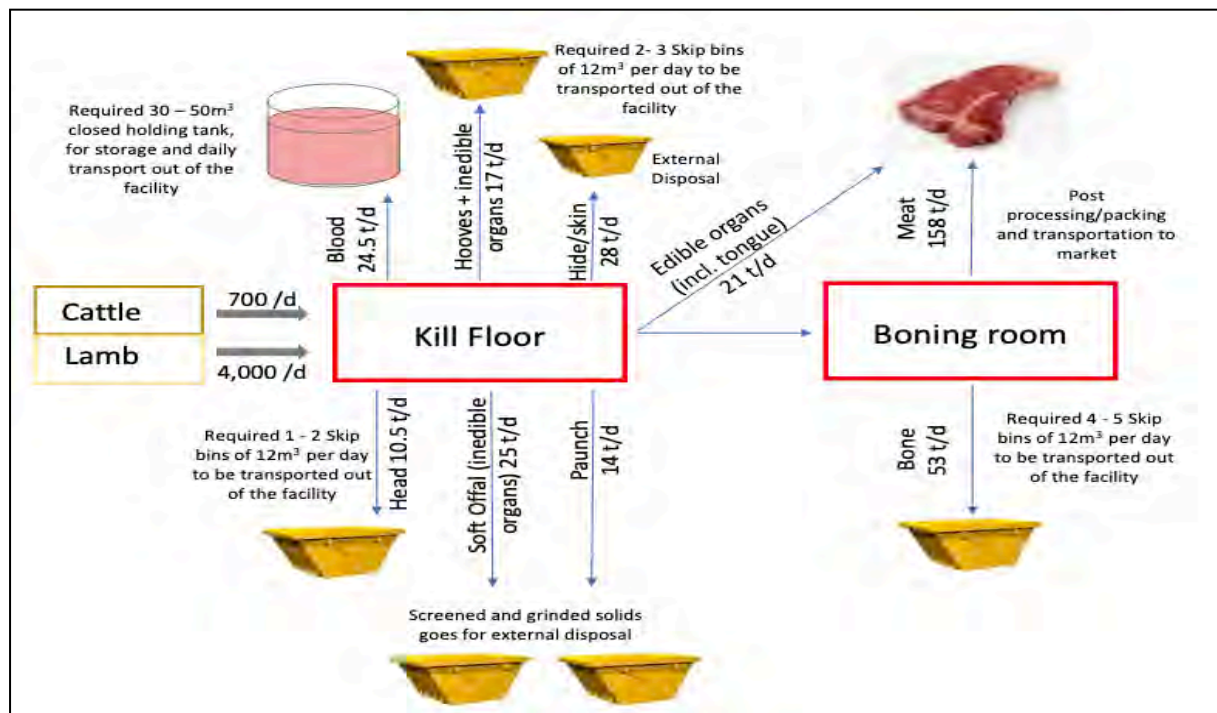 Required 30 – 50m³
closed holding tank,
for storage and daily
transport out of the
facility
Required 2- 3 Skip bins
of 12m³ per day to be
transported out of the
facility
External
Disposal
Blood
24.5 t/d
Hooves + inedible
organs 17 t/d
Hide/skin
28 t/d
Edible organs
(incl. tongue)
21 t/d
Meat
158 t/d
Post
processing/packing
and transportation to
market
Cattle
700 /d
Lamb
4,000 /d
Kill Floor
Boning room
Required 1 - 2 Skip
bins of 12m³ per day
to be transported out
of the facility
Head 10.5 t/d
Soft Offal (inedible
organs) 25 t/d
Paunch
14 t/d
Bone
53 t/d
Required 4 - 5 Skip
bins of 12m³ per day
to be transported out
of the facility
Screened and grinded solids
goes for external disposal